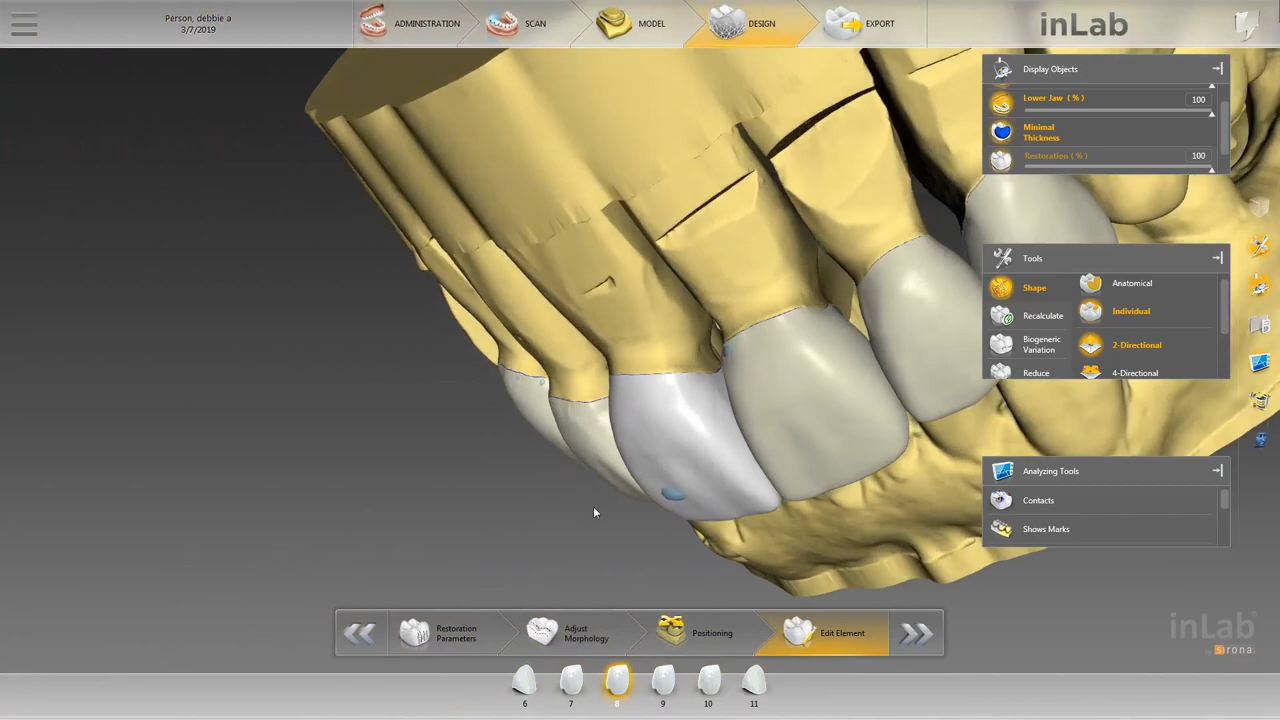 Person, debbie a
3/7/2019
ADMINISTRATION
SCAN
MODEL
DESIGN
EXPORT
inLab
Display Objects
Lower Jaw ( % )
100
Minimal
Thickness
Restoration ( % )
100
Tools
Shape
Anatomical
Recalculate
Individual
Biogeneric
Variation
2-Directional
Reduce
4-Directional
Analyzing Tools
Contacts
Shows Marks
Restoration
Parameters
Adjust
Morphology
Positioning
Edit Element
inLab
by sirona.
6
7
8
9
10
11